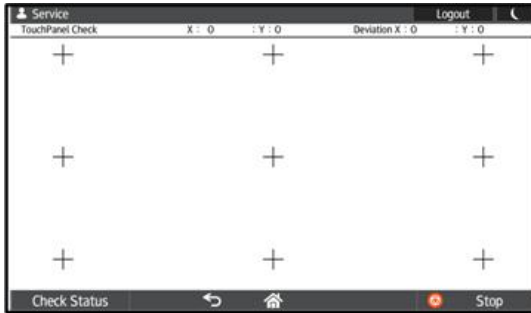 Service Logout
TouchPanel Check X : 0 : Y : 0 Deviation X : 0 : Y : 0
Check Status Stop